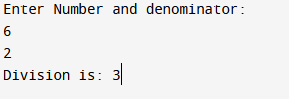 Enter Number and denominator:
6
2
Division is: 3